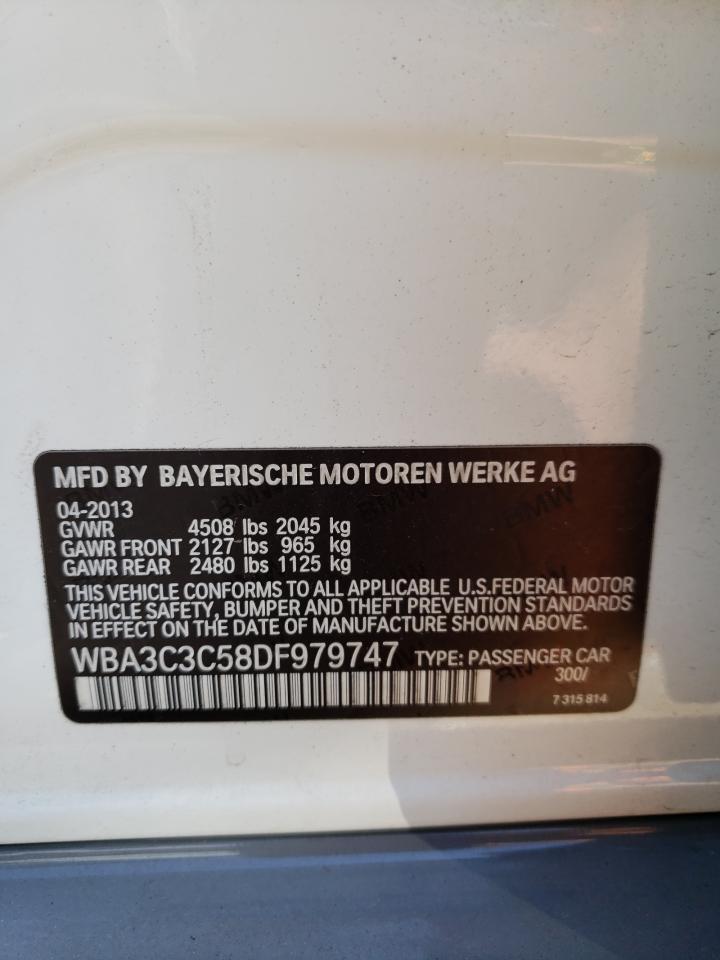 MFD BY BAYERISCHE MOTOREN WERKE AG
04-2013
GVWR 4508 lbs 2045 kg
GAWR FRONT 2127 lbs 965 kg
GAWR REAR 2480 lbs 1125 kg
THIS VEHICLE CONFORMS TO ALL APPLICABLE U.S.FEDERAL MOTOR
VEHICLE SAFETY, BUMPER AND THEFT PREVENTION STANDARDS
IN EFFECT ON THE DATE OF MANUFACTURE SHOWN ABOVE.
WBA3C3C58DF979747 TYPE: PASSENGER CAR
300/
7 315 814